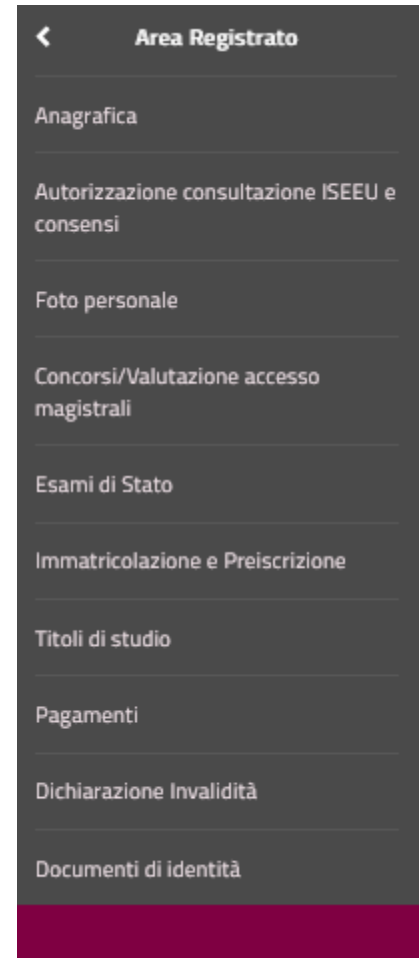 Area Registrato
Anagrafica
Autorizzazione consultazione ISEEU e
consensi
Foto personale
Concorsi/Valutazione accesso
magistrali
Esami di Stato
Immatricolazione e Preiscrizione
Titoli di studio
Pagamenti
Dichiarazione Invalidità
Documenti di identità